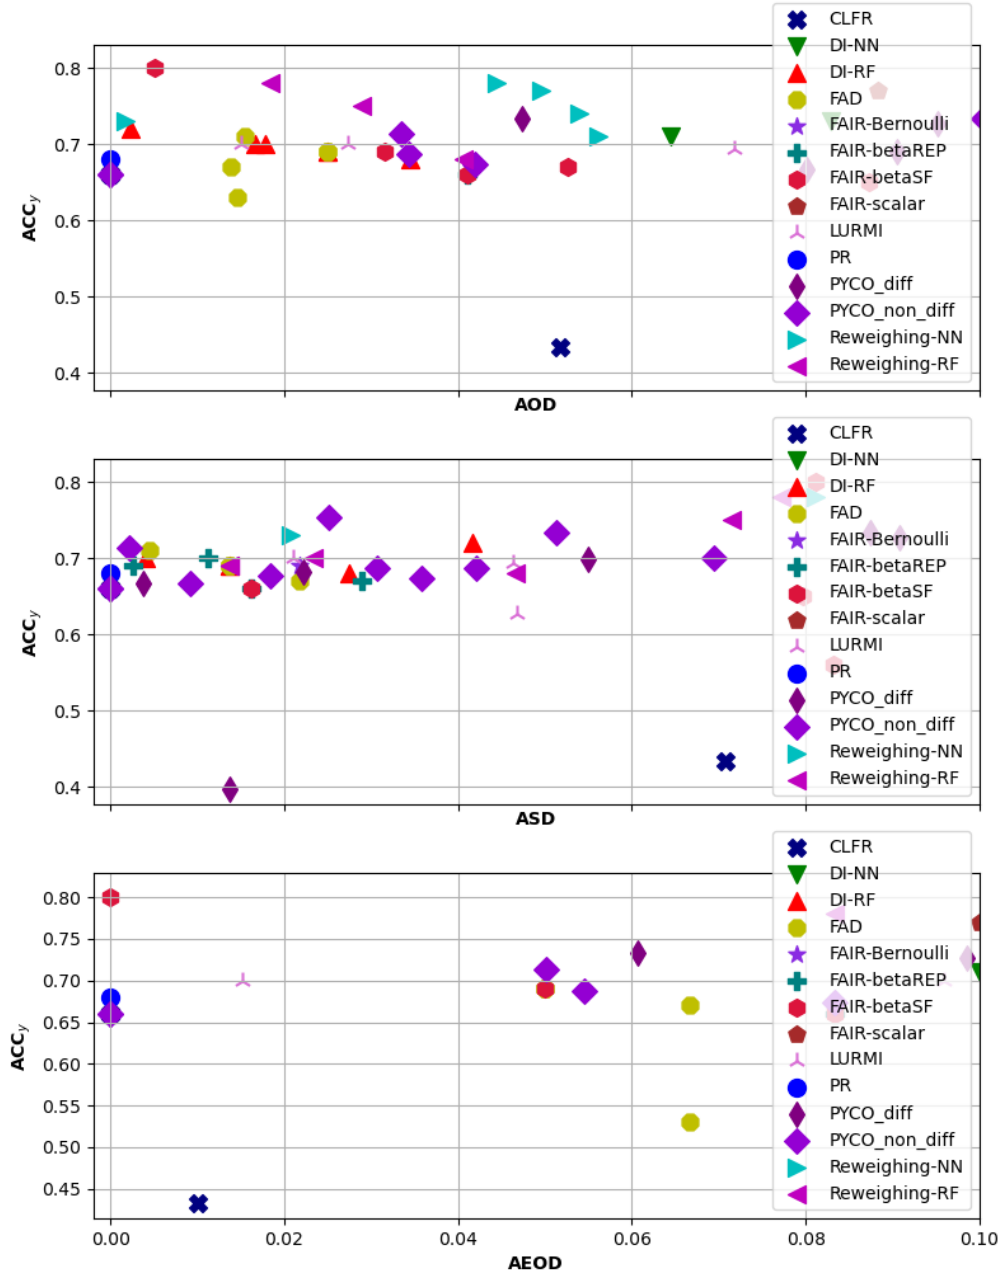 CLFR
DI-NN
DI-RF
FAD
FAIR-Bernoulli
FAIR-betaREP
FAIR-betaSF
FAIR-scalar
LURMI
PR
PYCO_diff
PYCO_non_diff
Reweighing-NN
Reweighing-RF
0.8
0.7
0.6
0.5
0.4
ACCy
AOD
CLFR
DI-NN
DI-RF
FAD
FAIR-Bernoulli
FAIR-betaREP
FAIR-betaSF
FAIR-scalar
LURMI
PR
PYCO_diff
PYCO_non_diff
Reweighing-NN
Reweighing-RF
0.8
0.7
0.6
0.5
0.4
ACCy
ASD
CLFR
DI-NN
DI-RF
FAD
FAIR-Bernoulli
FAIR-betaREP
FAIR-betaSF
FAIR-scalar
LURMI
PR
PYCO_diff
PYCO_non_diff
Reweighing-NN
Reweighing-RF
0.80
0.75
0.70
0.65
0.60
0.55
0.50
0.45
ACCy
0.00 0.02 0.04 0.06 0.08 0.10
AEOD